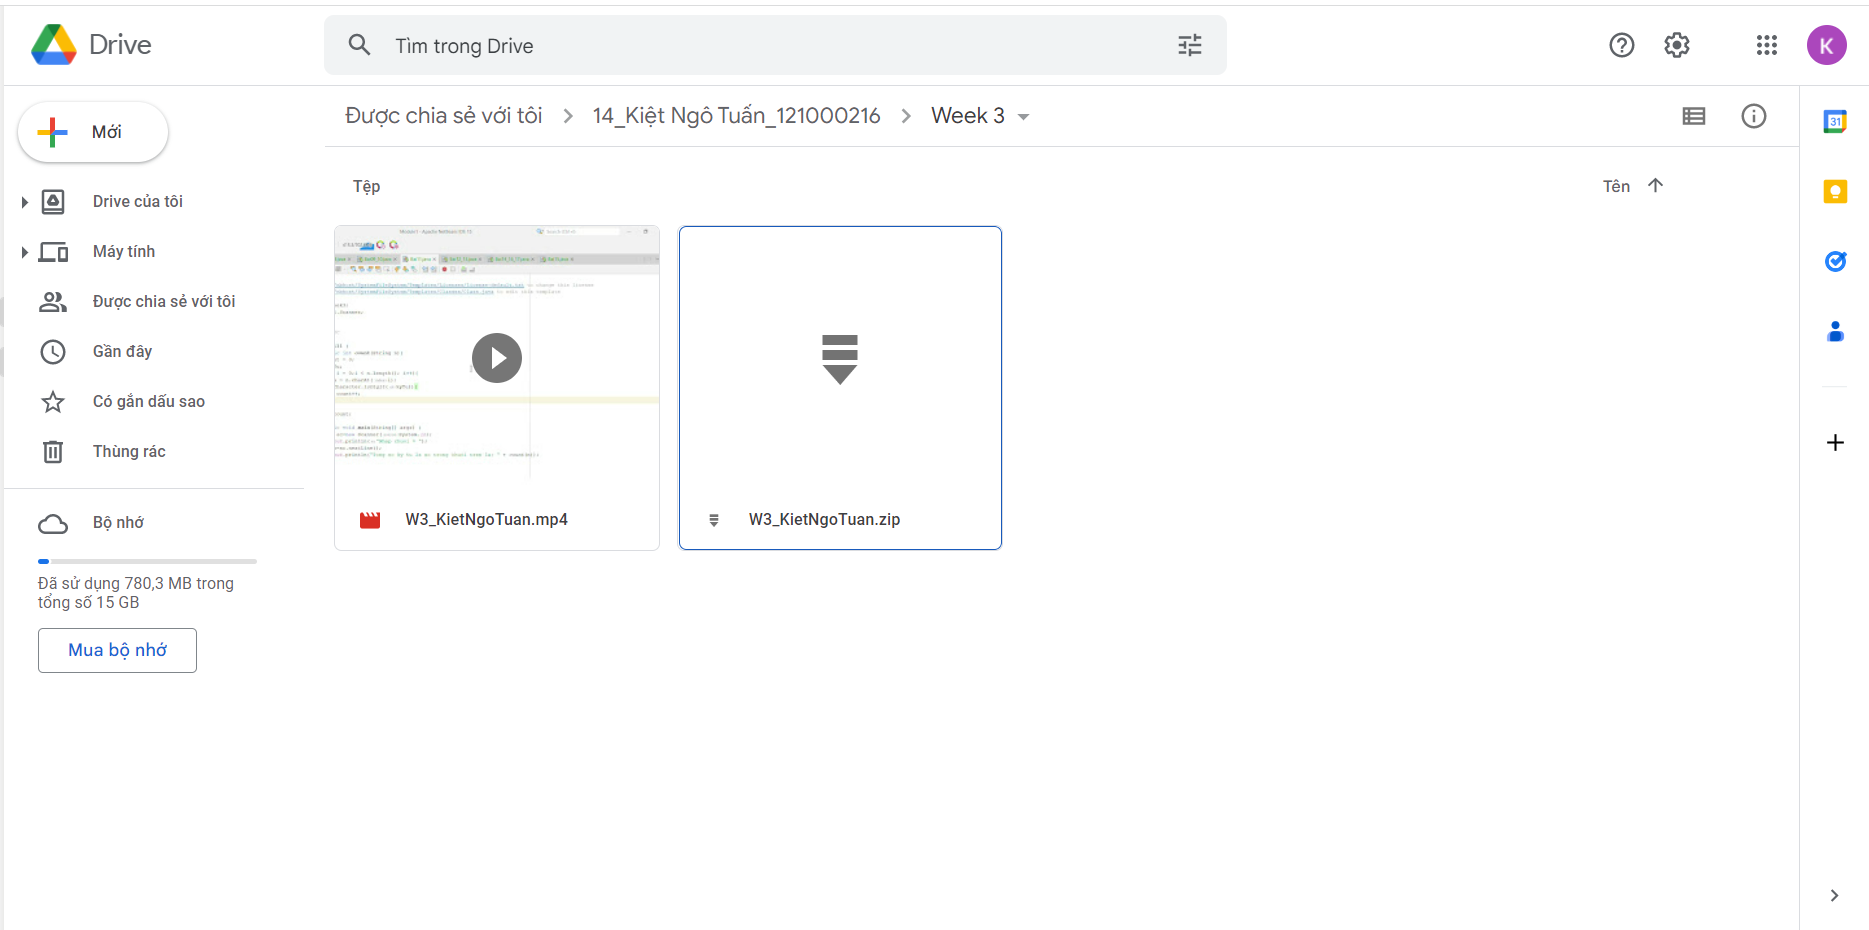 Drive
Tìm trong Drive
K
Mới
Được chia sẻ với tôi
14_Kiệt Ngô Tuấn_121000216
Week 3
31
Drive của tôi
Máy tính
Được chia sẻ với tôi
Gần đây
Có gắn dấu sao
Thùng rác
Bộ nhớ
Đã sử dụng 780,3 MB trong
tổng số 15 GB
Mua bộ nhớ
Tệp
Tên
W3_KietNgoTuan.mp4
W3_KietNgoTuan.zip